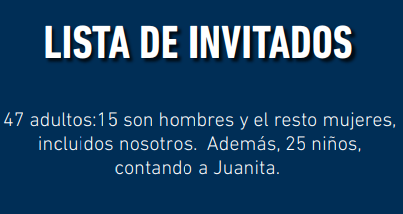 LISTA DE INVITADOS
47 adultos:15 son hombres y el resto mujeres,
incluidos nosotros. Además, 25 niños,
contando a Juanita.